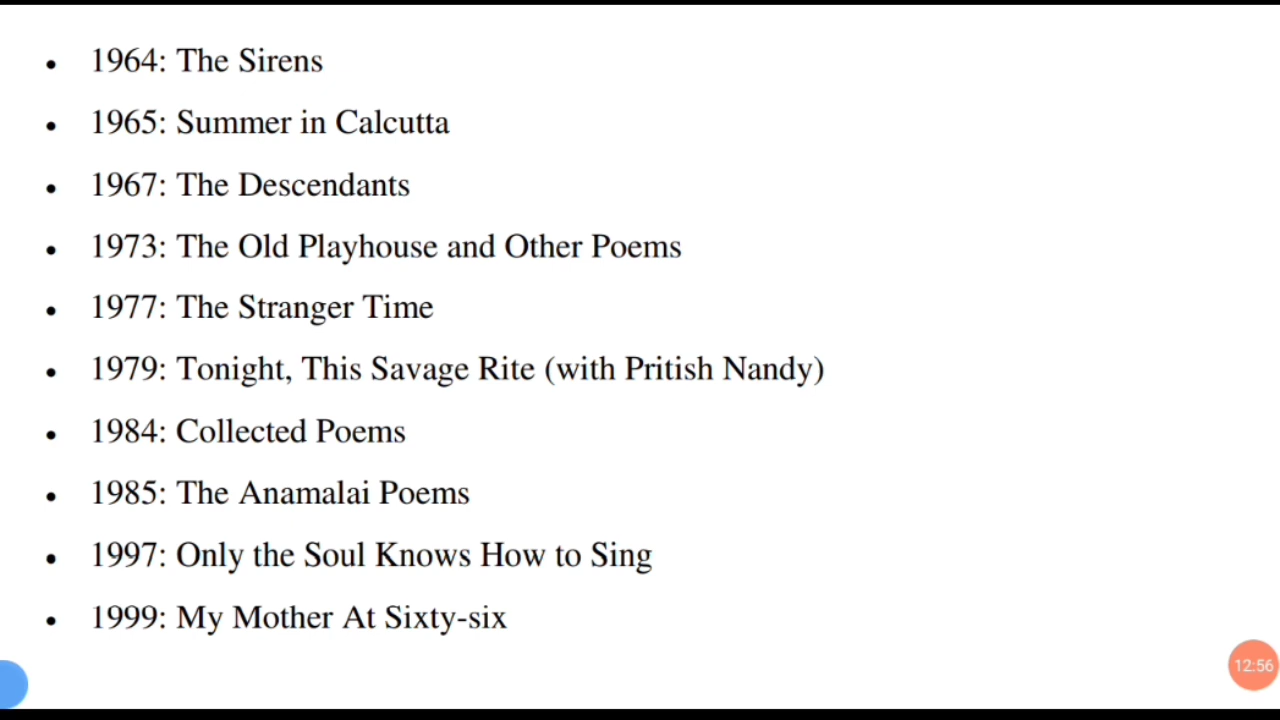 • 1964: The Sirens
• 1965: Summer in Calcutta
• 1967: The Descendants
• 1973: The Old Playhouse and Other Poems
• 1977: The Stranger Time
• 1979: Tonight, This Savage Rite (with Pritish Nandy)
• 1984: Collected Poems
• 1985: The Anamalai Poems
• 1997: Only the Soul Knows How to Sing
• 1999: My Mother At Sixty-six
12:56